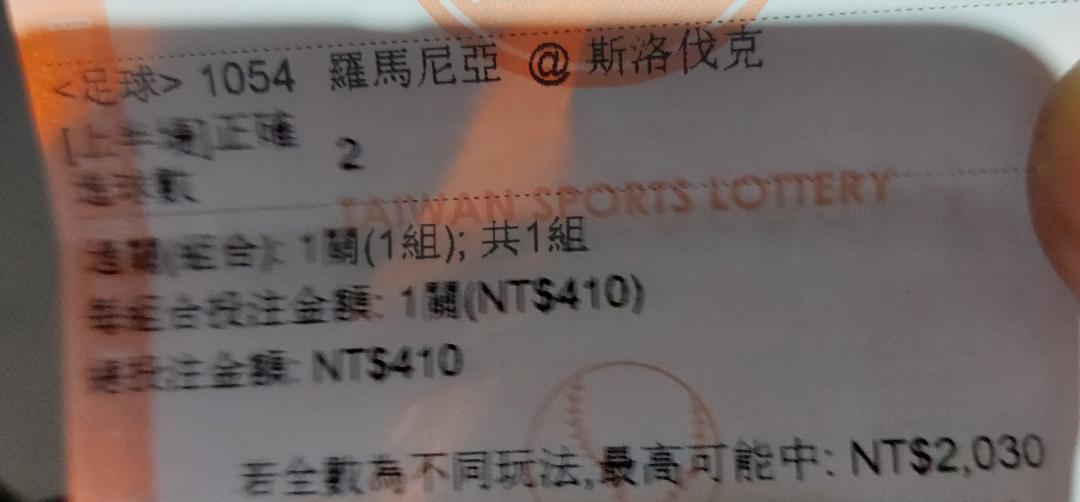 <足球> 1054 羅馬尼亞 @ 斯洛伐克
[上半場]正確 2
進球數
TAIWAN SPORTS LOTTERY
過關(組合): 1關(1組); 共1組
每組合投注金額: 1關(NT$410)
總投注金額: NT$410
若全數為不同玩法,最高可能中: NT$2,030